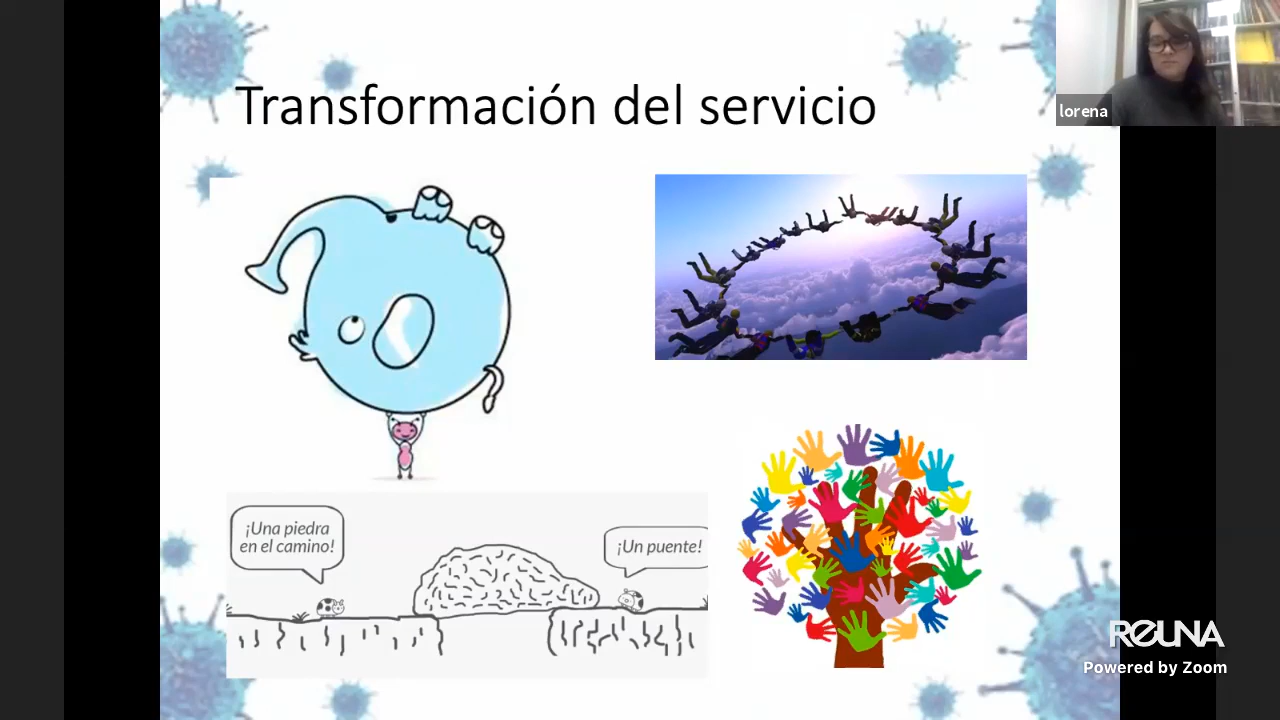 Transformación del servicio
lorena
¡Una piedra
en el camino!
¡Un puente!
REUNA
Powered by Zoom